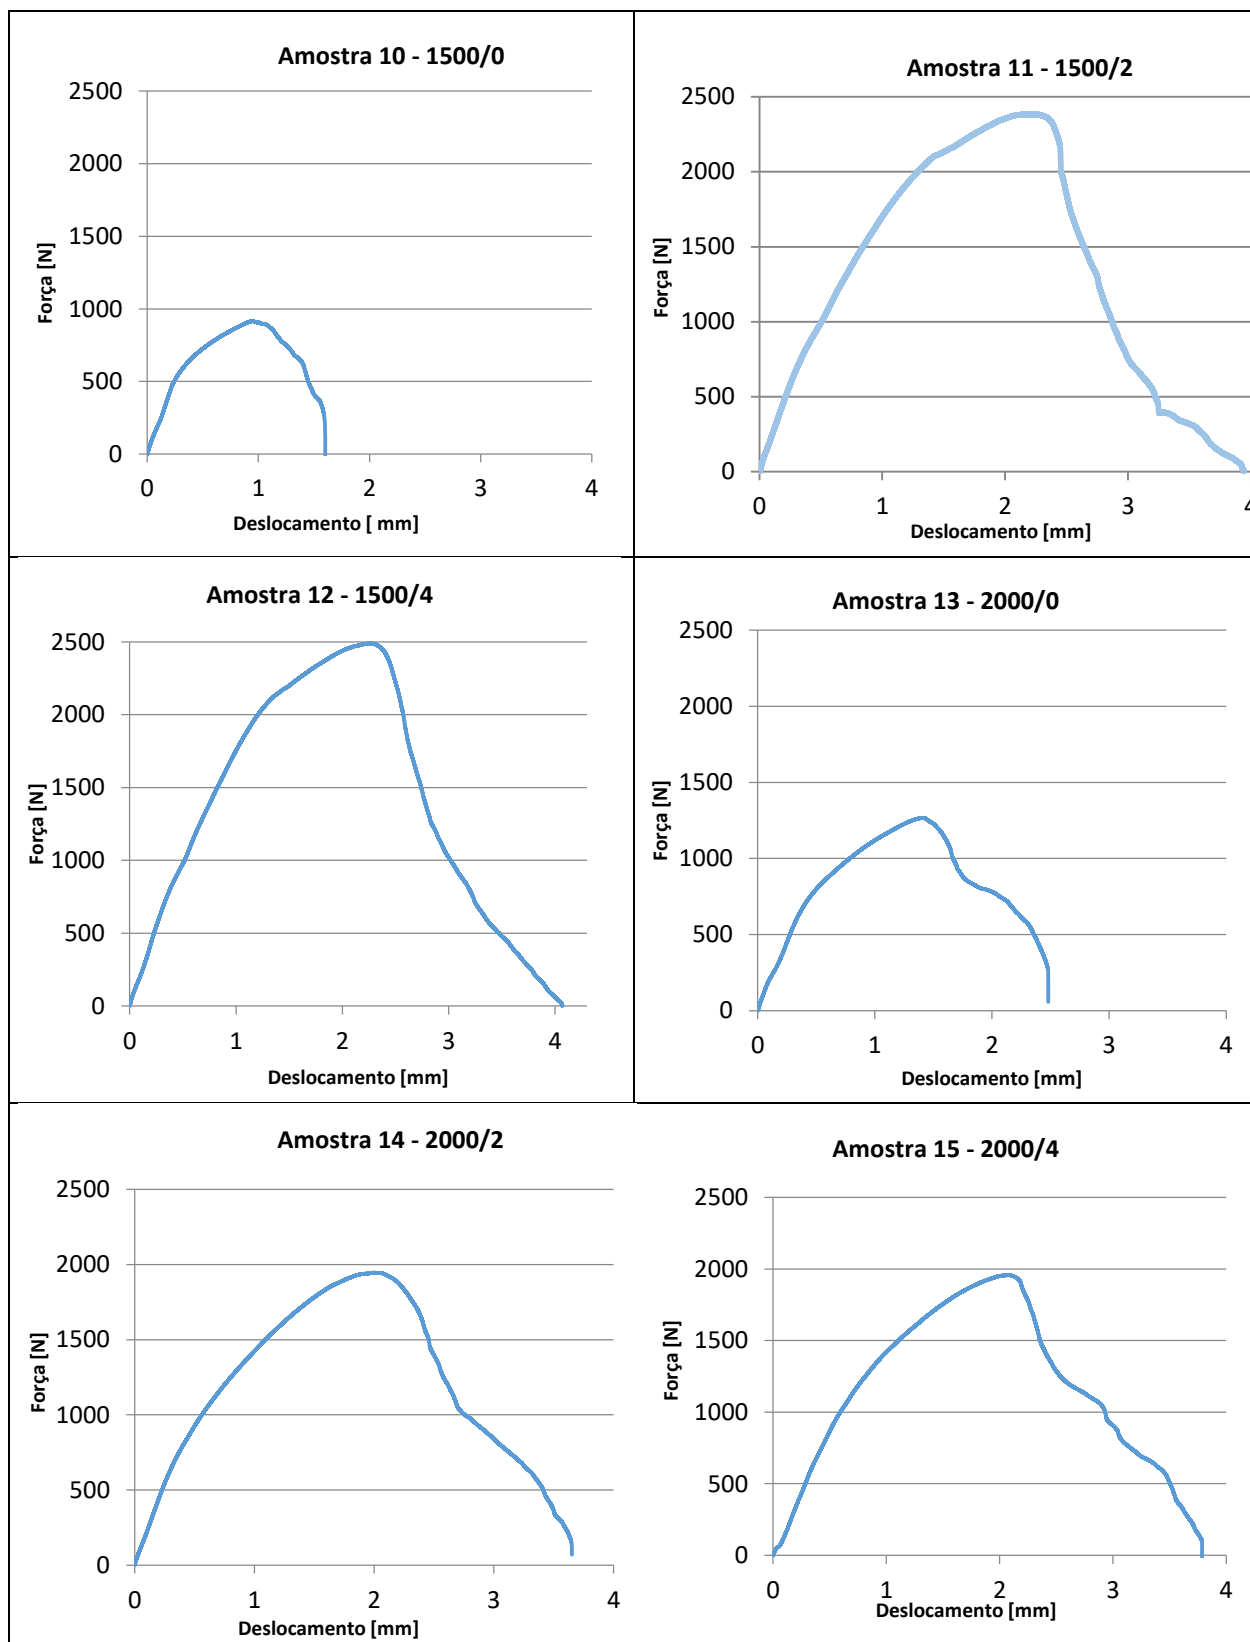 Amostra 10 - 1500/0
2500
2000
1500
1000
500
0
Força [N]
0 1 2 3 4
Deslocamento [ mm]
Amostra 11 - 1500/2
2500
2000
1500
1000
500
0
Força [N]
0 1 2 3 4
Deslocamento [mm]
Amostra 12 - 1500/4
2500
2000
1500
1000
500
0
Força [N]
0 1 2 3 4
Deslocamento [mm]
Amostra 13 - 2000/0
2500
2000
1500
1000
500
0
Força [N]
0 1 2 3 4
Deslocamento [mm]
Amostra 14 - 2000/2
2500
2000
1500
1000
500
0
Força [N]
0 1 2 3 4
Deslocamento [mm]
Amostra 15 - 2000/4
2500
2000
1500
1000
500
0
Força [N]
0 1 2 3 4
Deslocamento [mm]